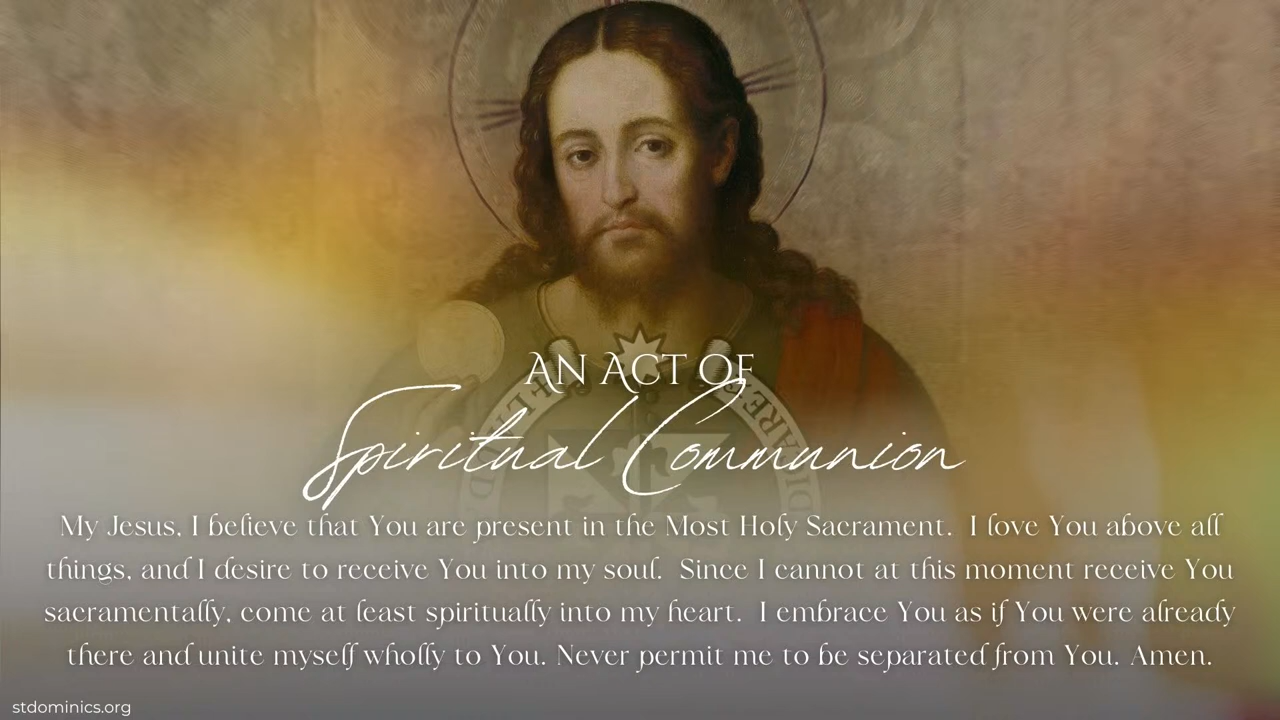 AN ACT OF
Spiritual Communion
My Jesus, I believe that You are present in the Most Holy Sacrament. I love You above all
things, and I desire to receive You into my soul. Since I cannot at this moment receive You
sacramentally, come at least spiritually into my heart. I embrace You as if You were already
there and unite myself wholly to You. Never permit me to be separated from You. Amen.
stdominics.org